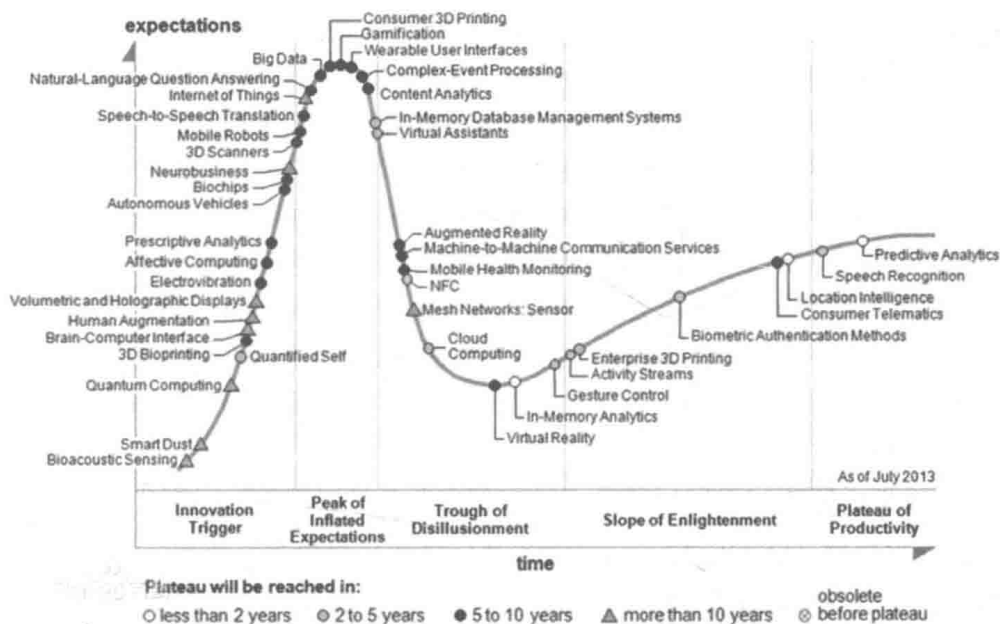 expectations
Consumer 3D Printing
Gamification
Wearable User Interfaces
Big Data
Complex-Event Processing
Natural-Language Question Answering
Content Analytics
Internet of Things
In-Memory Database Management Systems
Speech-to-Speech Translation
Virtual Assistants
Mobile Robots
3D Scanners
Neurobusiness
Biochips
Autonomous Vehicles
Augmented Reality
Prescriptive Analytics
Machine-to-Machine Communication Services
Affective Computing
Mobile Health Monitoring
Electrovibration
NFC
Volumetric and Holographic Displays
Mesh Networks: Sensor
Human Augmentation
Brain-Computer Interface
3D Bioprinting
Quantified Self
Cloud
Computing
Quantum Computing
Smart Dust
Bioacoustic Sensing
Predictive Analytics
Speech Recognition
Location Intelligence
Consumer Telematics
Biometric Authentication Methods
Enterprise 3D Printing
Activity Streams
Gesture Control
In-Memory Analytics
Virtual Reality
As of July 2013
Innovation
Trigger
Peak of
Inflated
Expectations
Trough of
Disillusionment
Slope of Enlightenment
Plateau of
Productivity
time
Plateau will be reached in:
less than 2 years
2 to 5 years
5 to 10 years
more than 10 years
obsolete
before plateau